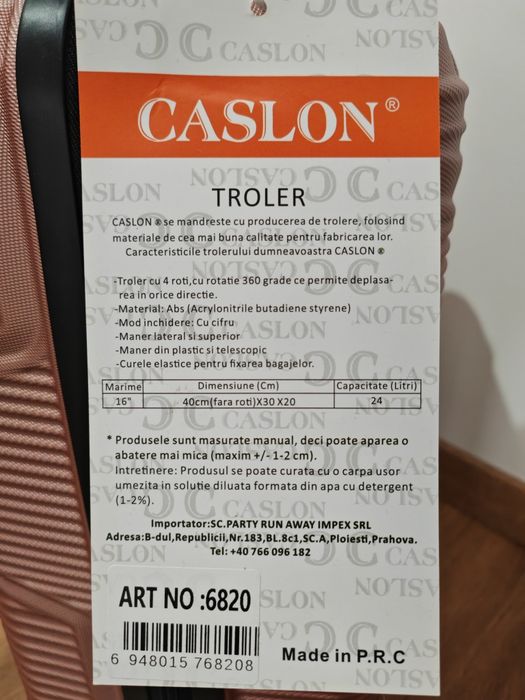 CASLON
CASLON
CASLON®
TROLER
CASLON ® se mandreste cu producerea de trolere, folosind
materiale de cea mai buna calitate pentru fabricarea lor.
Caracteristicile trolerului dumneavoastra CASLON ®
-Troler cu 4 roti,cu rotatie 360 grade ce permite deplasa-
rea in orice directie.
-Material: Abs (Acrylonitrile butadiene styrene)
-Mod inchidere: Cu cifru
-Maner lateral si superior
-Maner din plastic si telescopic
-Curele elastice pentru fixarea bagajelor.
Marime Dimensiune (Cm) Capacitate (Litri)
16" 40cm(fara roti)X30 X20 24
* Produsele sunt masurate manual, deci poate aparea o
abatere mai mica (maxim +/- 1-2 cm).
Intretinere: Produsul se poate curata cu o carpa usor
umezita in solutie diluata formata din apa cu detergent
(1-2%).
Importator:SC.PARTY RUN AWAY IMPEX SRL
Adresa:B-dul,Republicii,Nr.183,BL.8c1,SC.A,Ploiesti,Prahova.
Tel: +40 766 096 182
ART NO :6820
6 948015 768208
Made in P.R.C